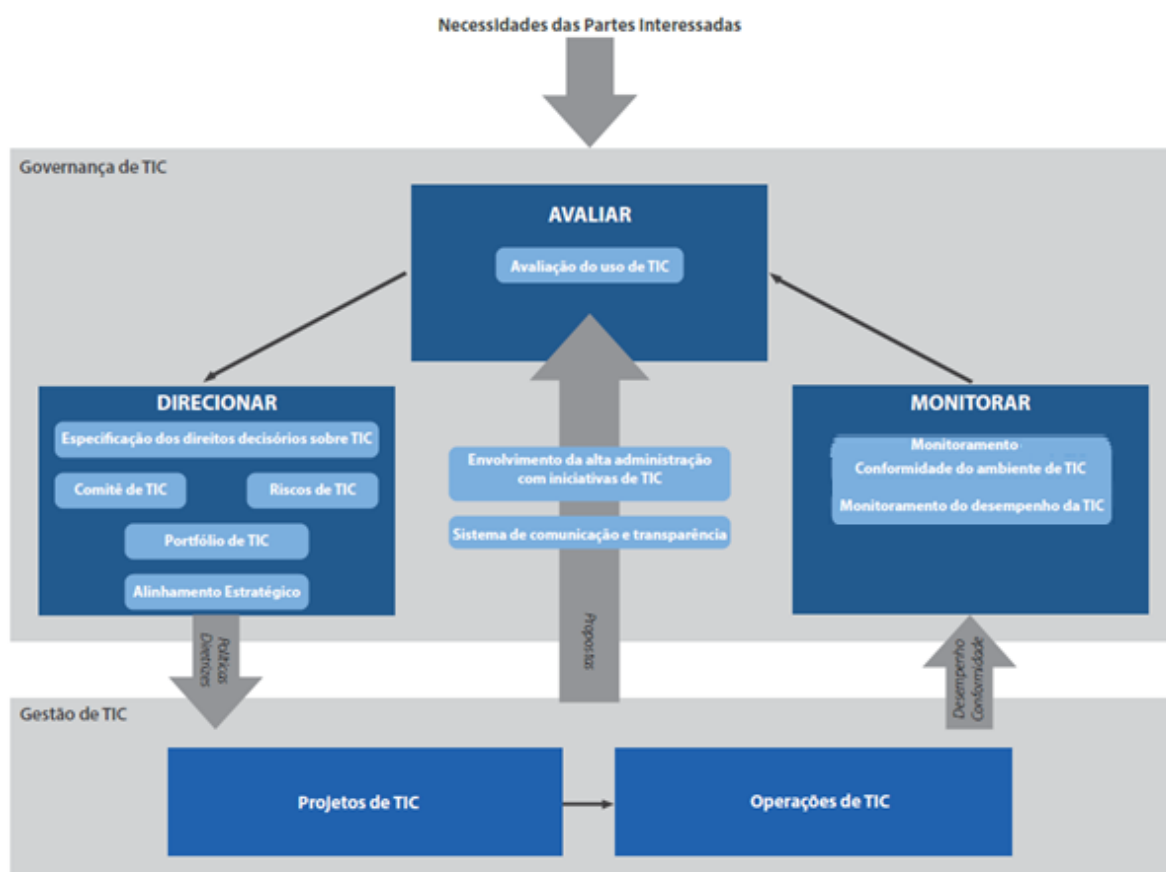 Necessidades das Partes Interessadas
Governança de TIC
AVALIAR
Avaliação do uso de TIC
DIRECIONAR
Especificação dos direitos decisórios sobre TIC
Comitê de TIC
Riscos de TIC
Portfólio de TIC
Alinhamento Estratégico
Envolvimento da alta administração
com iniciativas de TIC
Sistema de comunicação e transparência
MONITORAR
Monitoramento
Conformidade do ambiente de TIC
Monitoramento do desempenho da TIC
Políticas
Diretrizes
Propostas
Desempenho
Conformidade
Gestão de TIC
Projetos de TIC
Operações de TIC